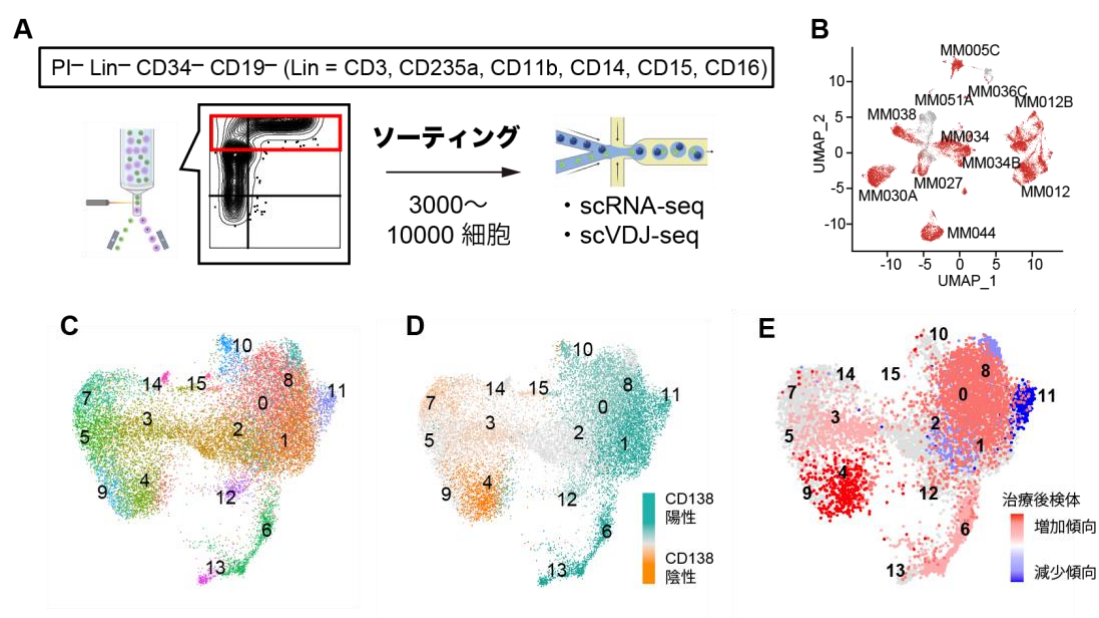 A
PI− Lin− CD34− CD19− (Lin = CD3, CD235a, CD11b, CD14, CD15, CD16)
ソーティング
3000～
10000 細胞
・scRNA-seq
・scVDJ-seq
B
MM005C
MM036C
MM051A
MM012B
MM038
MM034
MM034B
MM030A
MM027
MM012
MM044
UMAP_2
10
5
0
-5
-10
-10 -5 0 5 10
UMAP_1
C
10
14
15
8
11
7
0
3
2
5
1
4
9
12
6
13
D
10
14
15
8
11
7
0
3
2
5
1
4
9
12
6
13
CD138
陽性
CD138
陰性
E
10
14
15
8
7
0
11
3
2
5
1
4
9
12
6
13
治療後検体
増加傾向
減少傾向